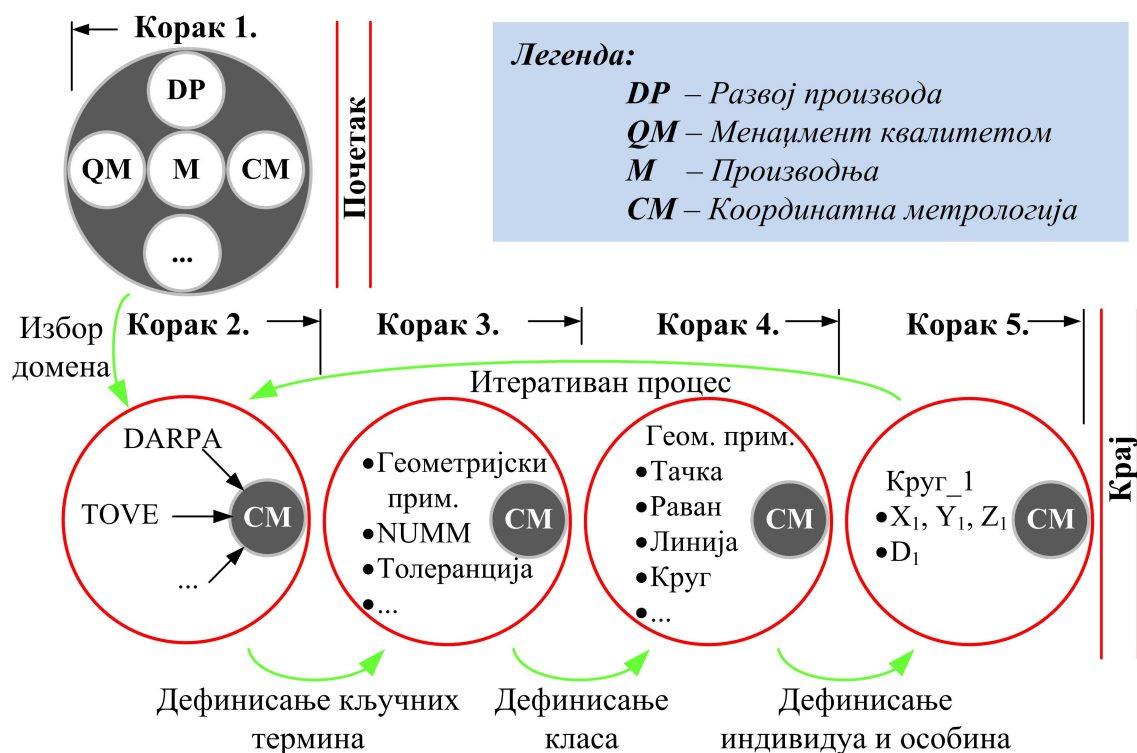 Корак 1.
DP
QM
M
CM
...
Почетак
Легенда:
DP – Развој производа
QM – Менаџмент квалитетом
M – Производња
CM – Координатна метрологија
Избор
домена
Корак 2.
Корак 3.
Корак 4.
Корак 5.
Итеративан процес
DARPA
TOVE
...
CM
•Геометријски
прим.
•NUMM
•Толеранција
•...
CM
Геом. прим.
•Тачка
•Раван
•Линија
•Круг
•...
CM
Круг_1
•X₁, Y₁, Z₁
•D₁
CM
Крај
Дефинисање кључних
термина
Дефинисање
класа
Дефинисање
индивидуа и особина